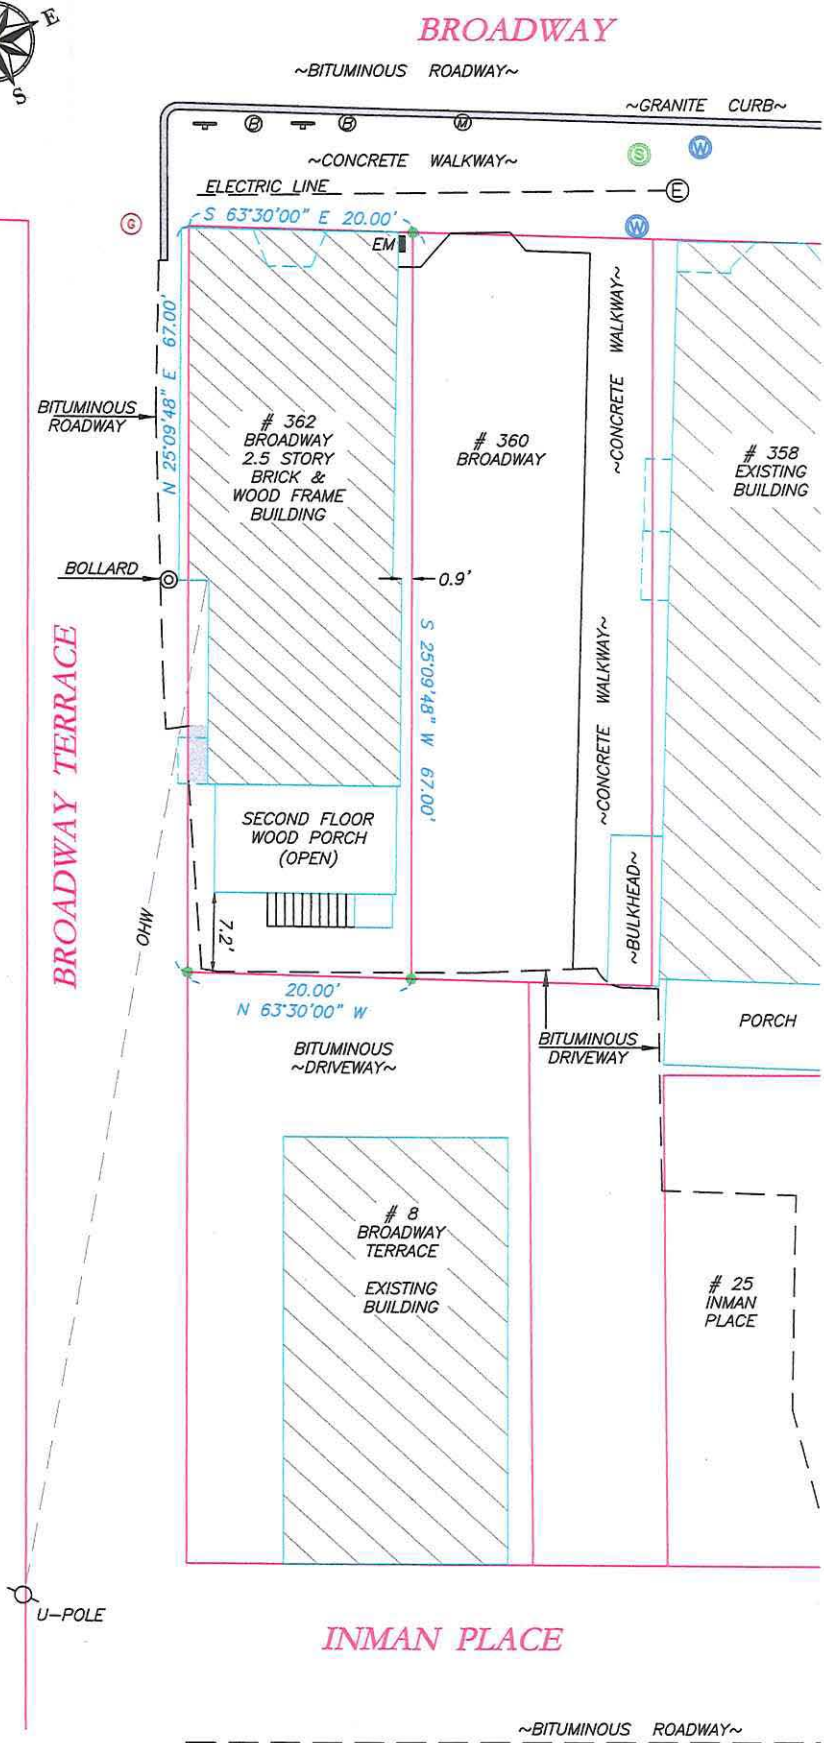 E
S
BROADWAY
~BITUMINOUS ROADWAY~
~GRANITE CURB~
B
B
M
~CONCRETE WALKWAY~
S
W
ELECTRIC LINE
E
G
S 63°30'00" E 20.00'
W
EM
N 25°09'48" E 67.00'
~CONCRETE WALKWAY~
BITUMINOUS
ROADWAY
# 362
BROADWAY
2.5 STORY
BRICK &
WOOD FRAME
BUILDING
# 360
BROADWAY
# 358
EXISTING
BUILDING
BOLLARD
0.9'
S 25°09'48" W 67.00'
~CONCRETE WALKWAY~
BROADWAY TERRACE
SECOND FLOOR
WOOD PORCH
(OPEN)
~BULKHEAD~
OHW
7.2'
20.00'
N 63°30'00" W
PORCH
BITUMINOUS
~DRIVEWAY~
BITUMINOUS
DRIVEWAY
# 8
BROADWAY
TERRACE
EXISTING
BUILDING
# 25
INMAN
PLACE
U-POLE
INMAN PLACE
~BITUMINOUS ROADWAY~